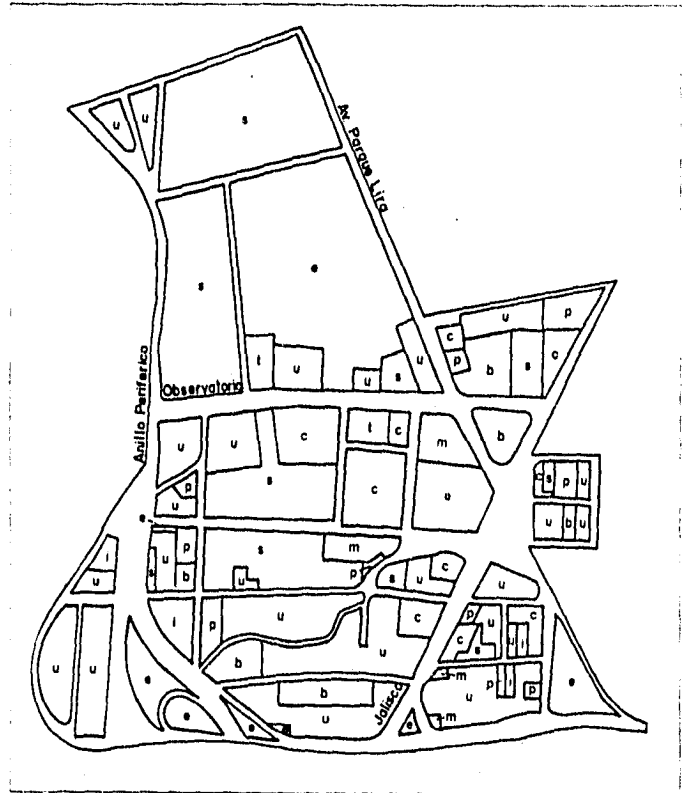 u u s
Av. Parque Lira
s e
u p
c
t u u s u p b s c
Anillo Periferico
Observatorio
u u c t c m b
p s c u
u
c s p u
e
u b u
s u p s m
i u s b u p s u c u
i p u c p u c
c s u i
u u b u
e b m p i p e
u u
e Jalisco m
e e